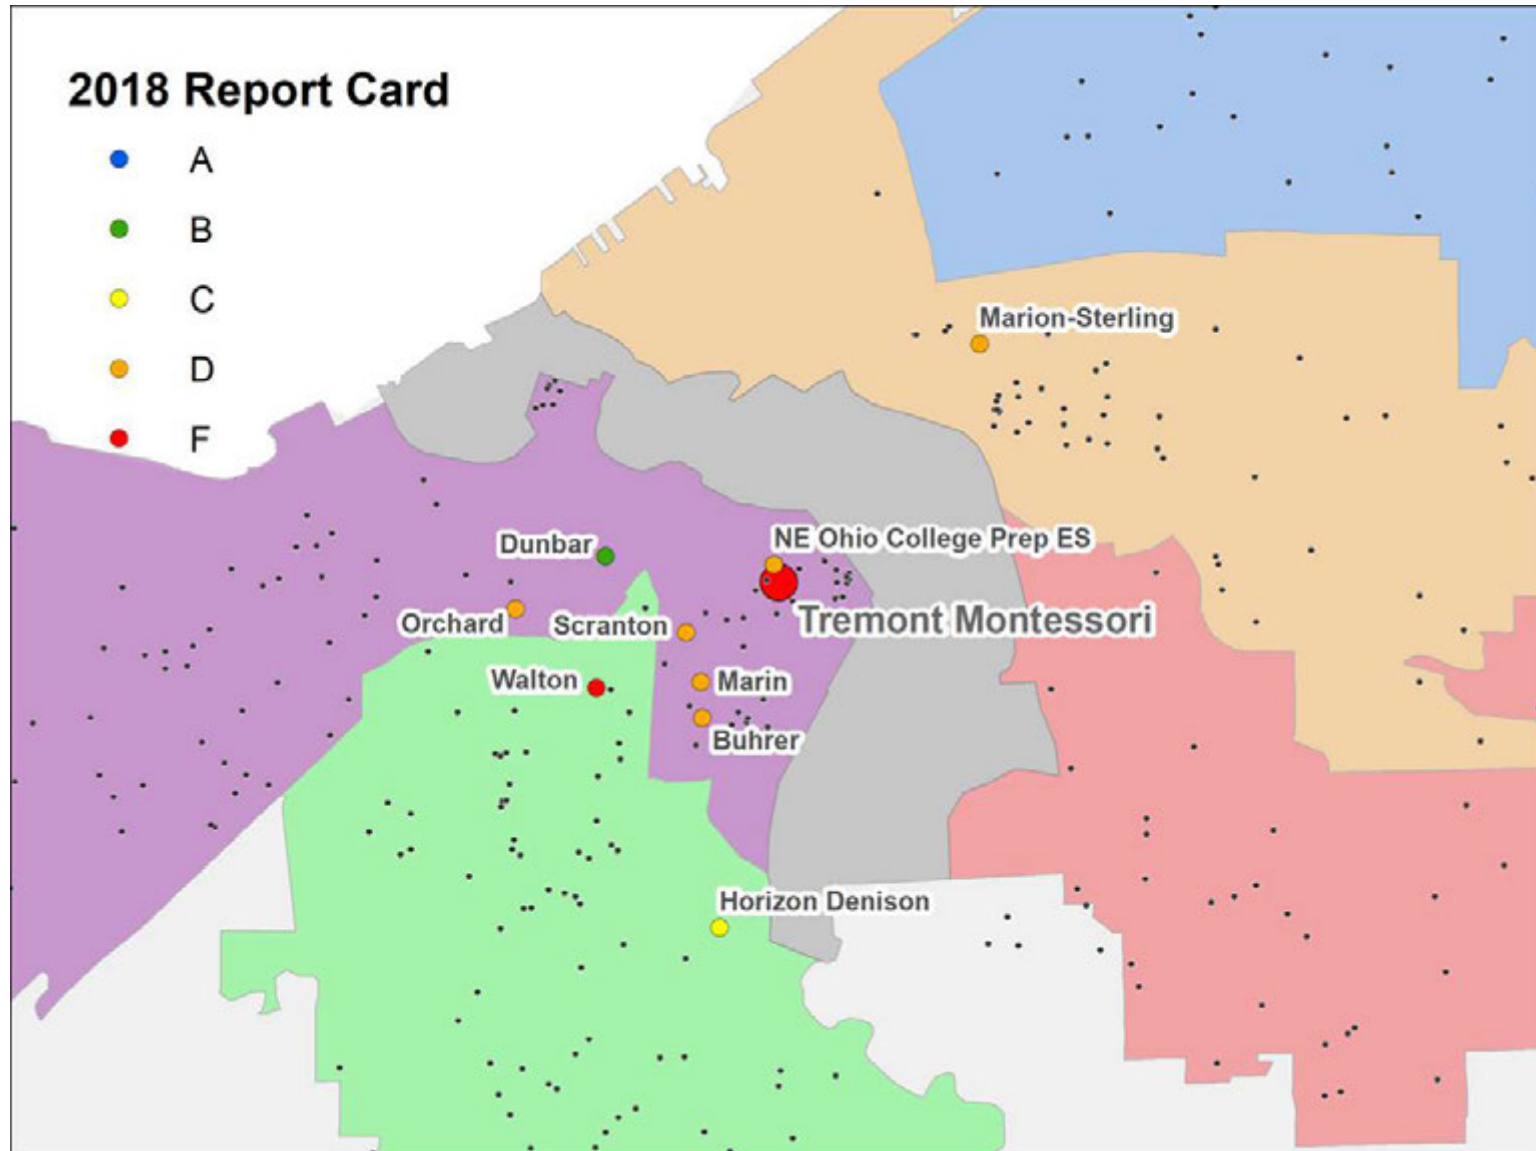 2018 Report Card
A
B
C
D
F
Marion-Sterling
NE Ohio College Prep ES
Dunbar
Orchard
Scranton
Tremont Montessori
Walton
Marin
Buhrer
Horizon Denison